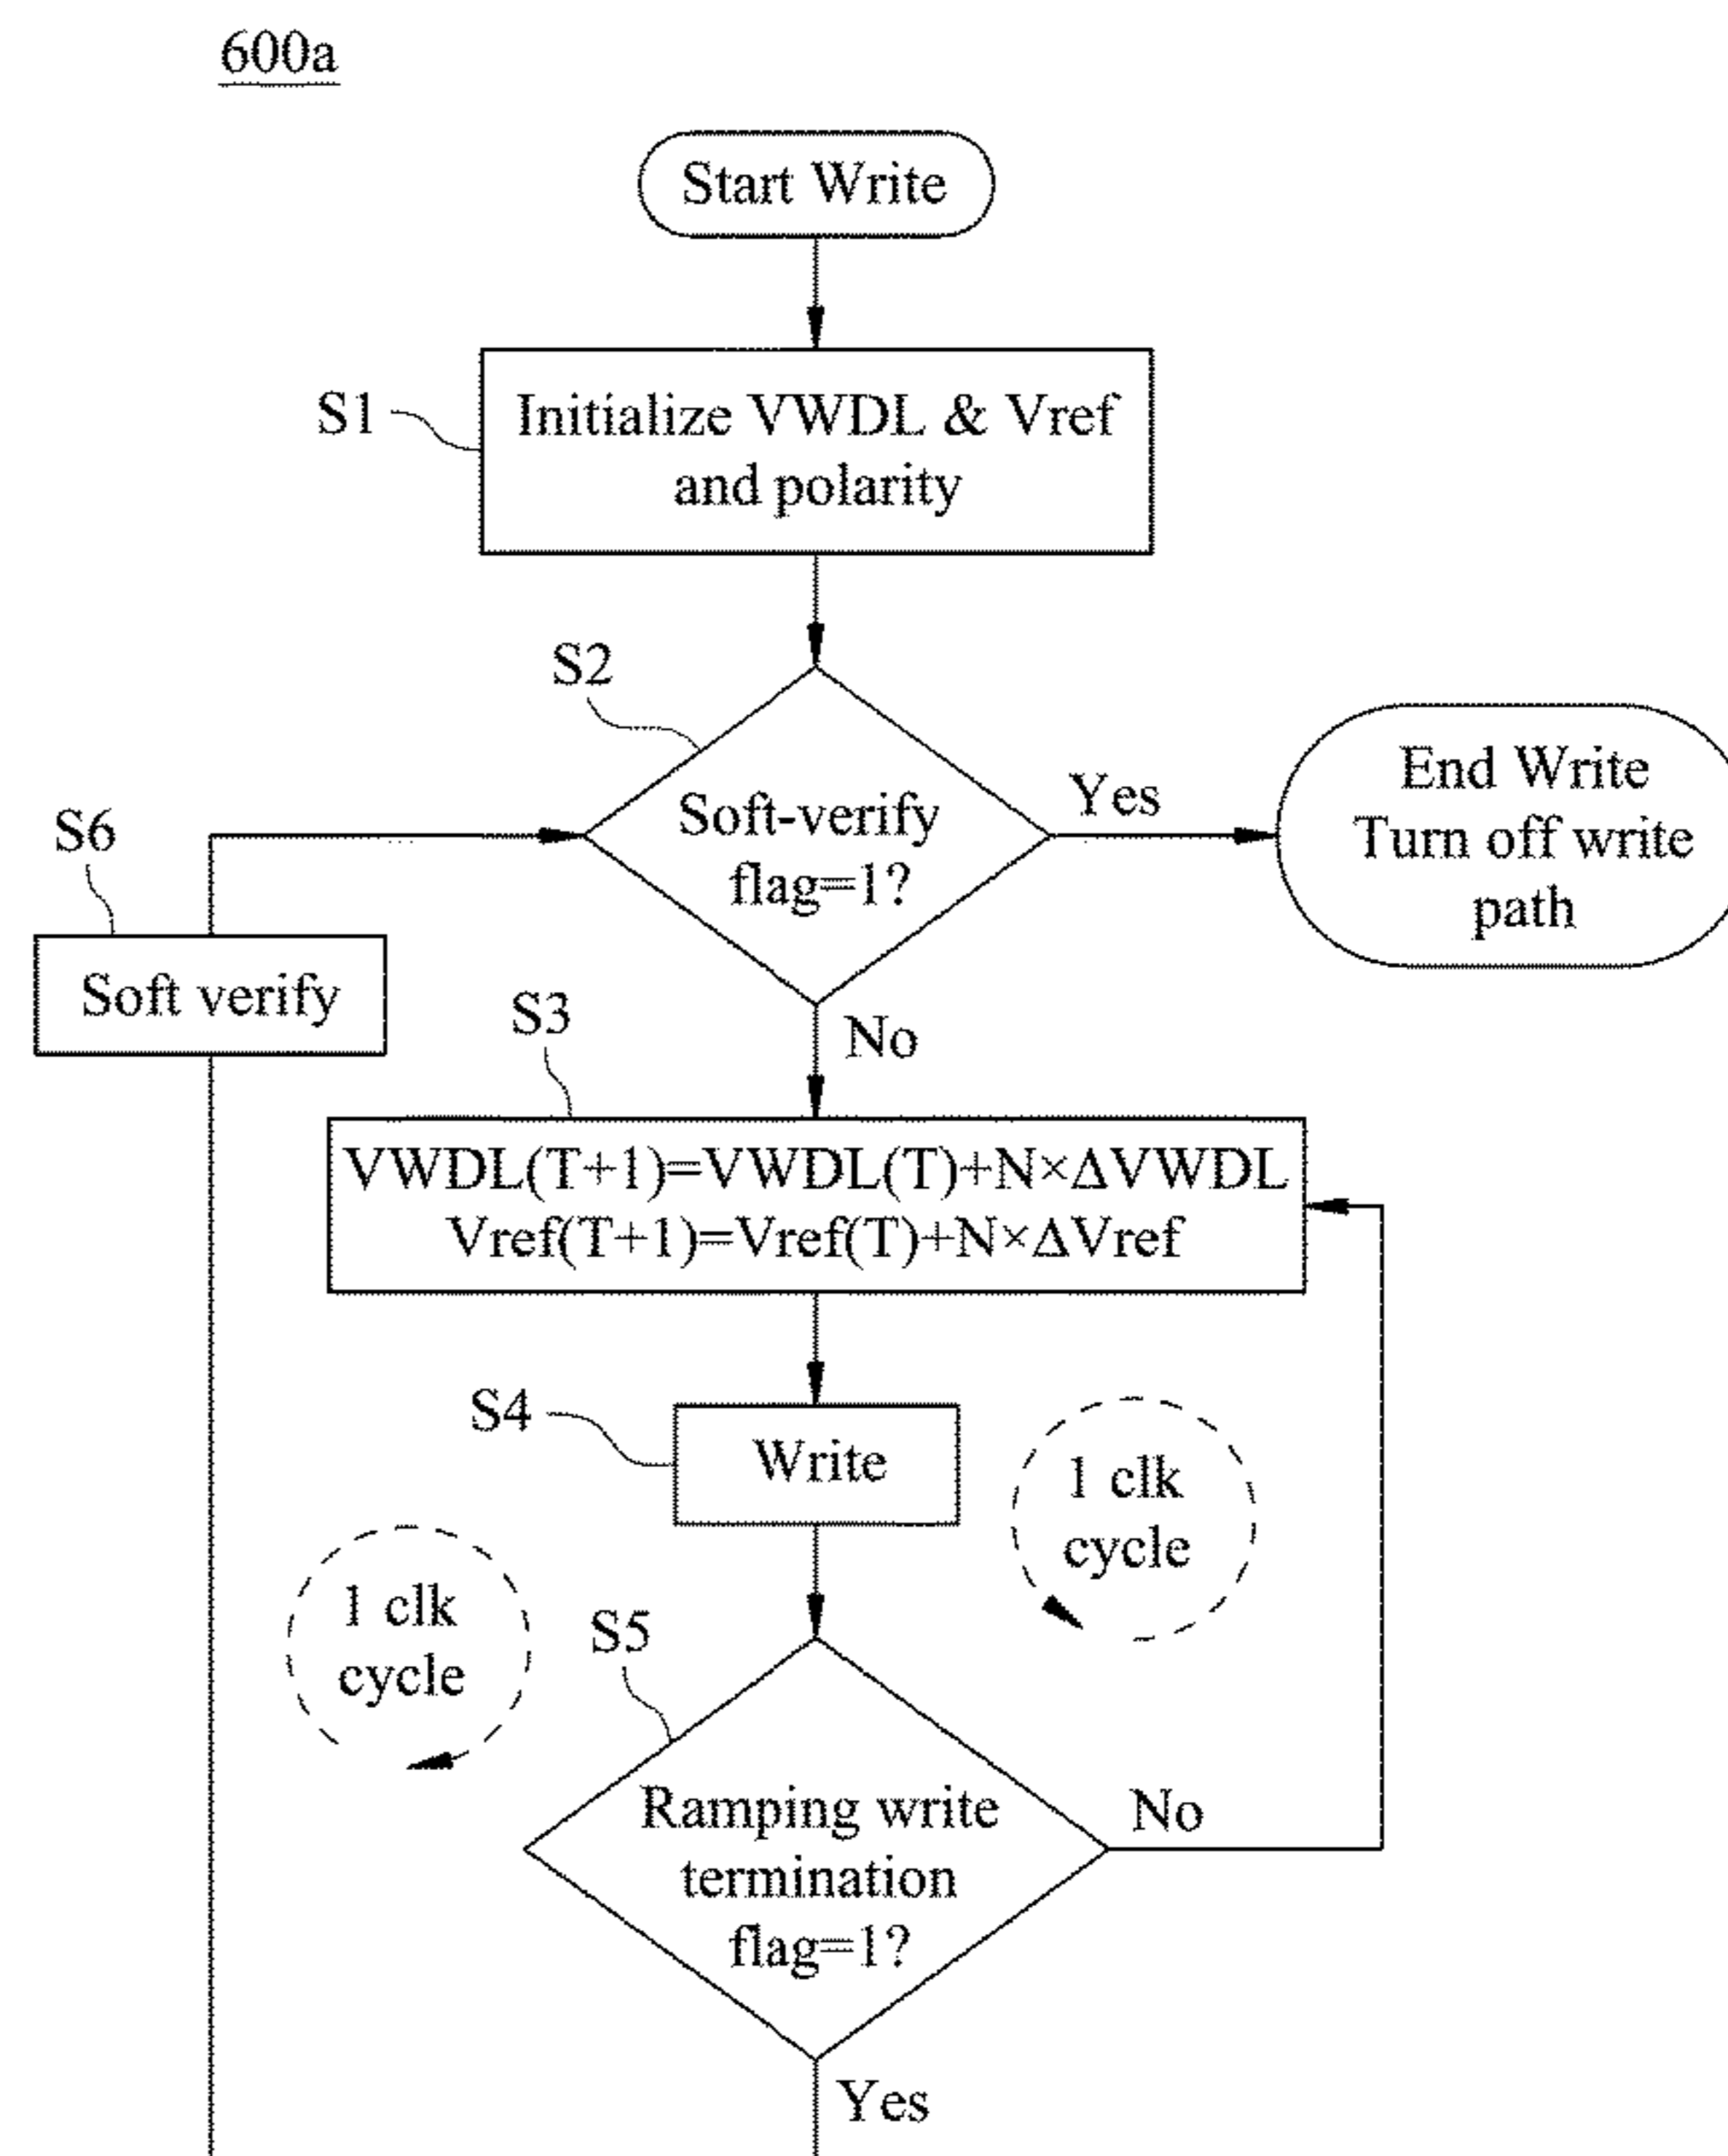 600a
Start Write
S1
Initialize VWDL & Vref
and polarity
S2
Soft-verify
flag=1?
Yes
End Write
Turn off write
path
S6
Soft verify
No
S3
VWDL(T+1)=VWDL(T)+N×ΔVWDL
Vref(T+1)=Vref(T)+N×ΔVref
S4
Write
1 clk
cycle
1 clk
cycle
S5
Ramping write
termination
flag=1?
No
Yes